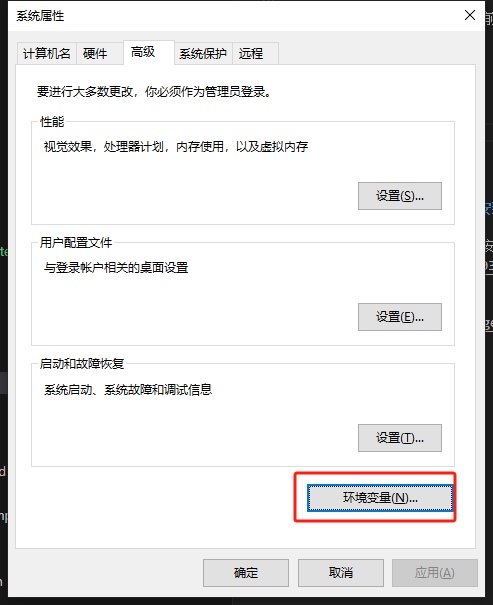 系统属性
计算机名 硬件 高级 系统保护 远程
要进行大多数更改，你必须作为管理员登录。
性能
视觉效果，处理器计划，内存使用，以及虚拟内存
设置(S)...
用户配置文件
与登录帐户相关的桌面设置
设置(E)...
启动和故障恢复
系统启动、系统故障和调试信息
设置(T)...
环境变量(N)...
确定 取消 应用(A)